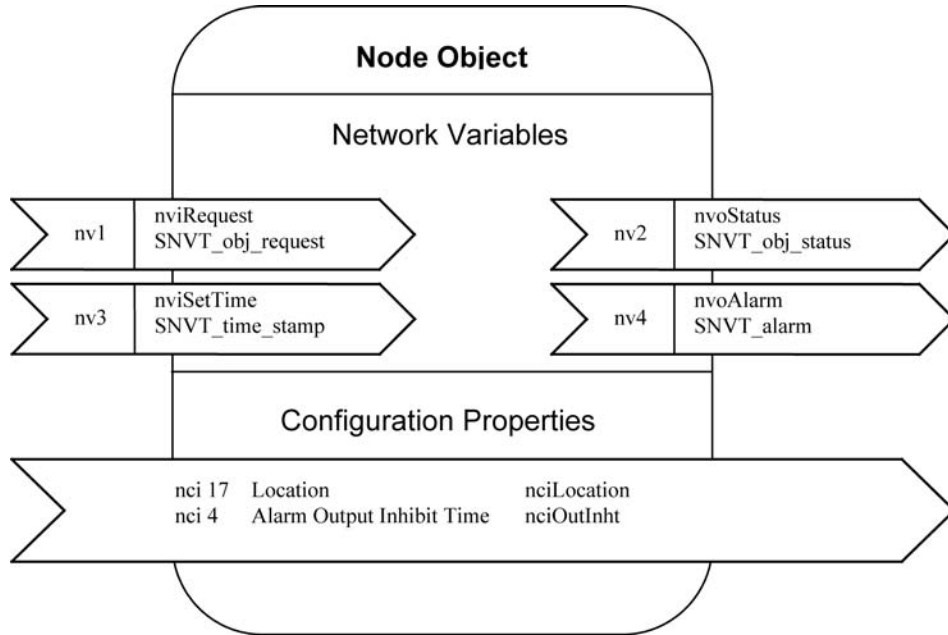 Node Object
Network Variables
nv1
nviRequest
SNVT_obj_request
nv2
nvoStatus
SNVT_obj_status
nv3
nviSetTime
SNVT_time_stamp
nv4
nvoAlarm
SNVT_alarm
Configuration Properties
nci 17 Location nciLocation
nci 4 Alarm Output Inhibit Time nciOutInht